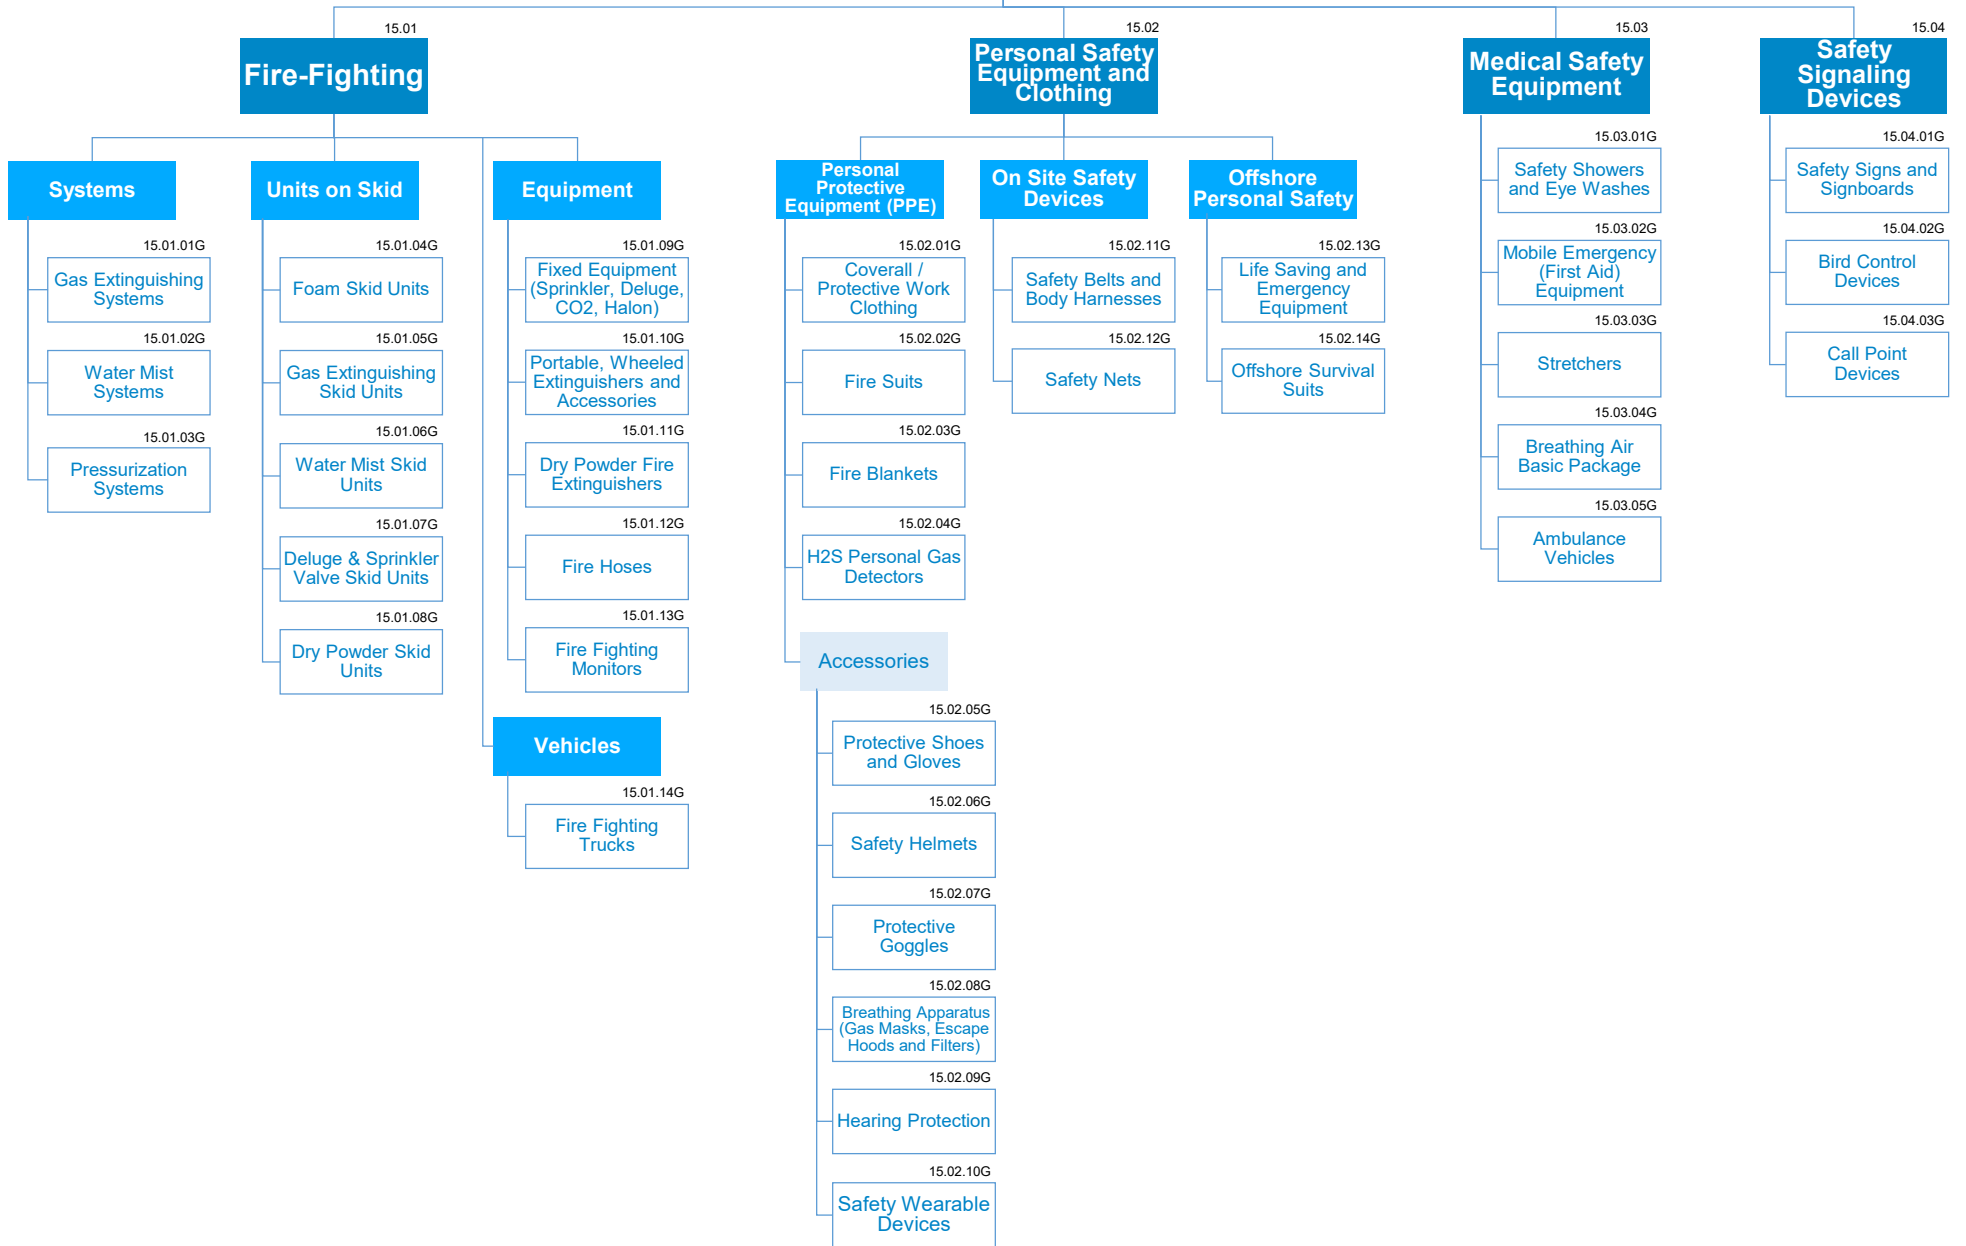 15.01
Fire-Fighting
Systems
15.01.01G
Gas Extinguishing
Systems
15.01.02G
Water Mist
Systems
15.01.03G
Pressurization
Systems
Units on Skid
15.01.04G
Foam Skid Units
15.01.05G
Gas Extinguishing
Skid Units
15.01.06G
Water Mist Skid
Units
15.01.07G
Deluge & Sprinkler
Valve Skid Units
15.01.08G
Dry Powder Skid
Units
Equipment
15.01.09G
Fixed Equipment
(Sprinkler, Deluge,
CO2, Halon)
15.01.10G
Portable, Wheeled
Extinguishers and
Accessories
15.01.11G
Dry Powder Fire
Extinguishers
15.01.12G
Fire Hoses
15.01.13G
Fire Fighting
Monitors
Vehicles
15.01.14G
Fire Fighting
Trucks
15.02
Personal Safety
Equipment and
Clothing
Personal
Protective
Equipment (PPE)
15.02.01G
Coverall /
Protective Work
Clothing
15.02.02G
Fire Suits
15.02.03G
Fire Blankets
15.02.04G
H2S Personal Gas
Detectors
Accessories
15.02.05G
Protective Shoes
and Gloves
15.02.06G
Safety Helmets
15.02.07G
Protective
Goggles
15.02.08G
Breathing Apparatus
(Gas Masks, Escape
Hoods and Filters)
15.02.09G
Hearing Protection
15.02.10G
Safety Wearable
Devices
On Site Safety
Devices
15.02.11G
Safety Belts and
Body Harnesses
15.02.12G
Safety Nets
Offshore
Personal Safety
15.02.13G
Life Saving and
Emergency
Equipment
15.02.14G
Offshore Survival
Suits
15.03
Medical Safety
Equipment
15.03.01G
Safety Showers
and Eye Washes
15.03.02G
Mobile Emergency
(First Aid)
Equipment
15.03.03G
Stretchers
15.03.04G
Breathing Air
Basic Package
15.03.05G
Ambulance
Vehicles
15.04
Safety
Signaling
Devices
15.04.01G
Safety Signs and
Signboards
15.04.02G
Bird Control
Devices
15.04.03G
Call Point
Devices